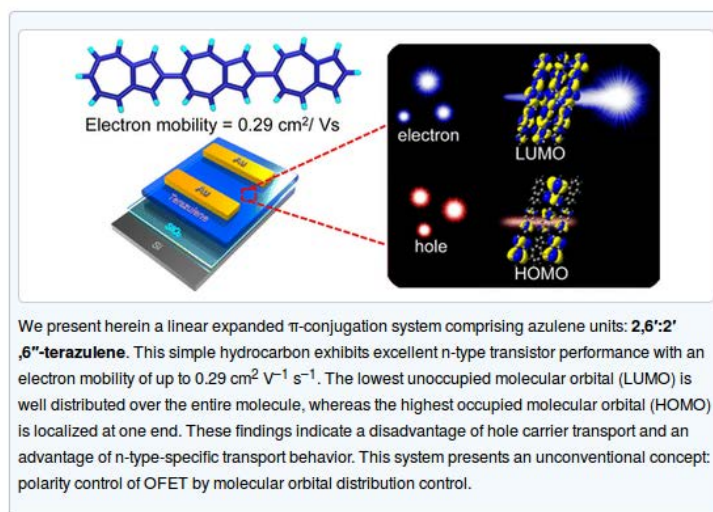 Electron mobility = 0.29 cm²/ Vs
electron
LUMO
Au
Au
Terazulene
SiO₂
Si
hole
HOMO
We present herein a linear expanded π-conjugation system comprising azulene units: 2,6′:2′
,6″-terazulene. This simple hydrocarbon exhibits excellent n-type transistor performance with an
electron mobility of up to 0.29 cm² V⁻¹ s⁻¹. The lowest unoccupied molecular orbital (LUMO) is
well distributed over the entire molecule, whereas the highest occupied molecular orbital (HOMO)
is localized at one end. These findings indicate a disadvantage of hole carrier transport and an
advantage of n-type-specific transport behavior. This system presents an unconventional concept:
polarity control of OFET by molecular orbital distribution control.